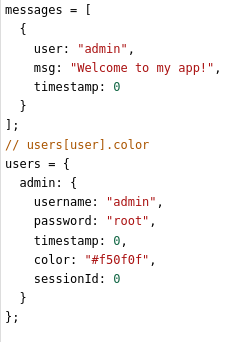 messages = [
  {
    user: "admin",
    msg: "Welcome to my app!",
    timestamp: 0
  }
];
// users[user].color
users = {
  admin: {
    username: "admin",
    password: "root",
    timestamp: 0,
    color: "#f50f0f",
    sessionId: 0
  }
};